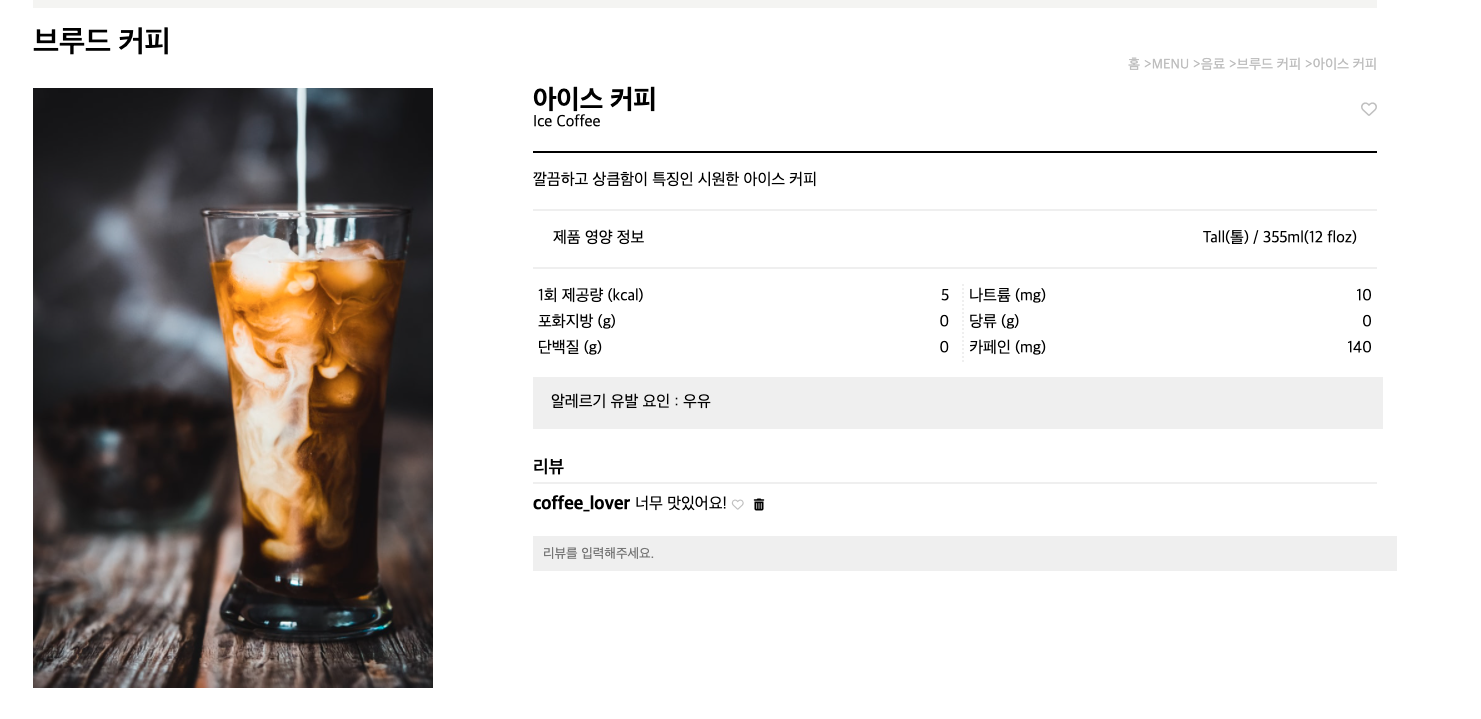 브루드 커피
홈 >MENU >음료 >브루드 커피 >아이스 커피
아이스 커피
Ice Coffee
깔끔하고 상큼함이 특징인 시원한 아이스 커피
제품 영양 정보 Tall(톨) / 355ml(12 floz)
1회 제공량 (kcal) 5 나트륨 (mg) 10
포화지방 (g) 0 당류 (g) 0
단백질 (g) 0 카페인 (mg) 140
알레르기 유발 요인 : 우유
리뷰
coffee_lover 너무 맛있어요!
리뷰를 입력해주세요.